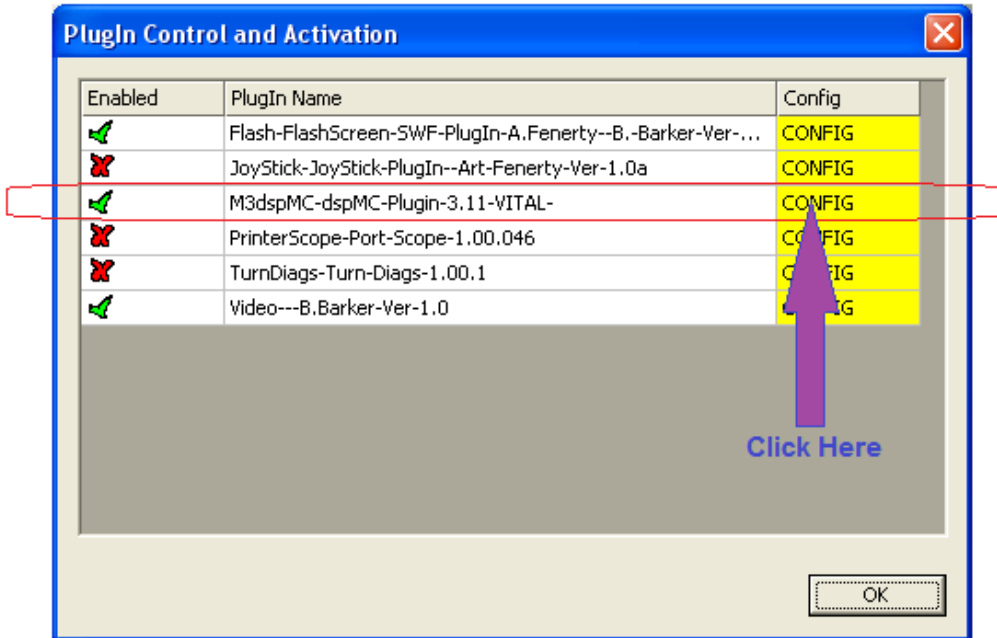 PlugIn Control and Activation
Enabled PlugIn Name Config
Flash-FlashScreen-SWF-PlugIn-A.Fenerty--B.-Barker-Ver-... CONFIG
JoyStick-JoyStick-PlugIn--Art-Fenerty-Ver-1.0a CONFIG
M3dspMC-dspMC-Plugin-3.11-VITAL- CONFIG
PrinterScope-Port-Scope-1.00.046
TurnDiags-Turn-Diags-1.00.1
Video---B.Barker-Ver-1.0
Click Here
OK